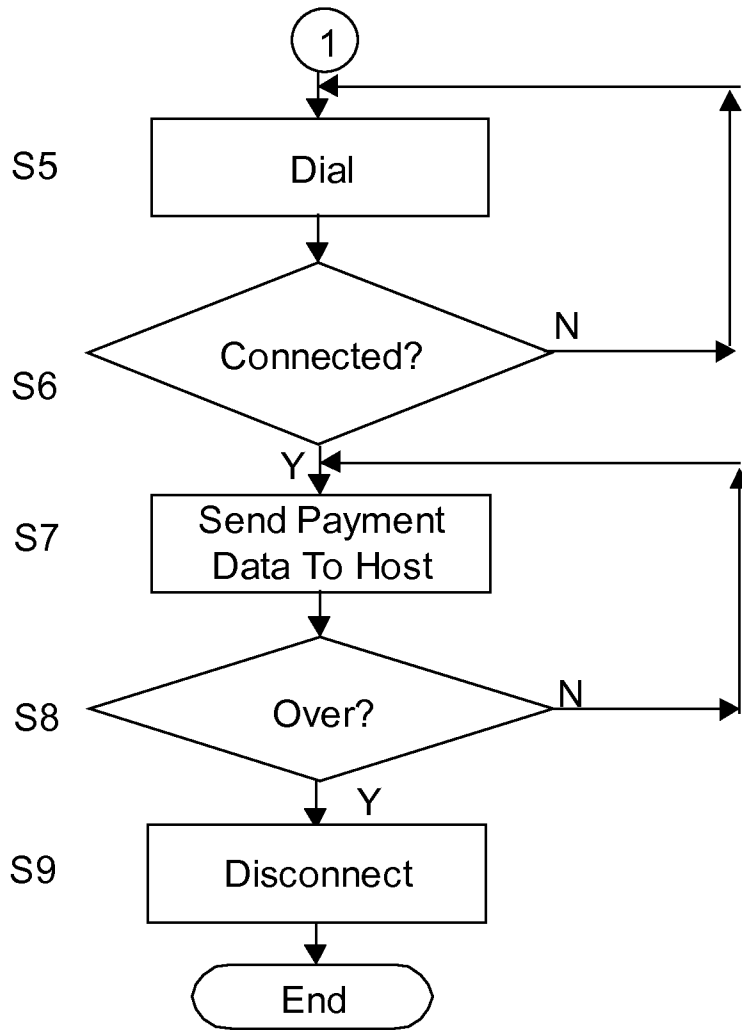 1
S5
Dial
N
Connected?
S6
Y
S7
Send Payment
Data To Host
N
S8
Over?
Y
S9
Disconnect
End